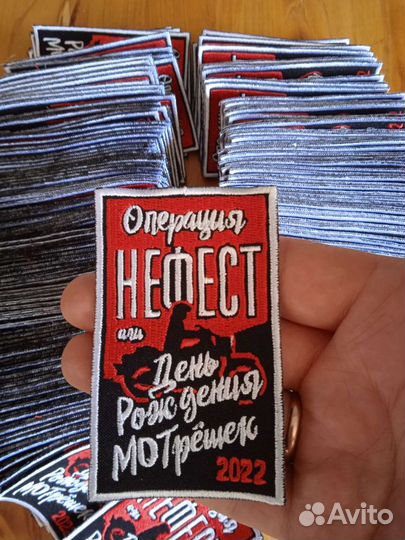 Операция
НЕФЕСТ
или
День
Рождения
МОТрёшек
2022
Avito